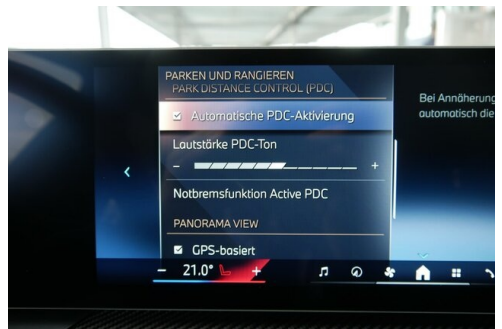 PARKEN UND RANGIEREN
PARK DISTANCE CONTROL (PDC)
Automatische PDC-Aktivierung
Bei Annäherung
automatisch die
Lautstärke PDC-Ton
- +
Notbremsfunktion Active PDC
PANORAMA VIEW
GPS-basiert
- 21.0° +